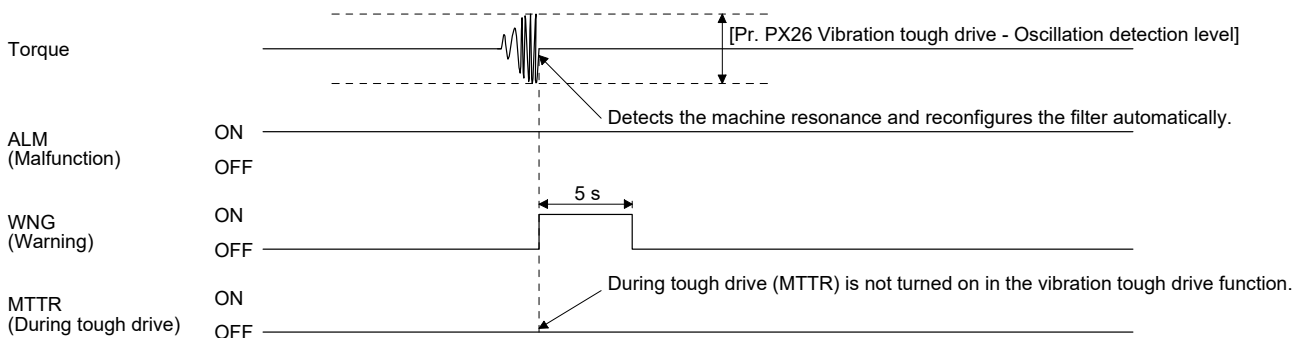 [Pr. PX26 Vibration tough drive - Oscillation detection level]
Torque
Detects the machine resonance and reconfigures the filter automatically.
ALM
(Malfunction)
ON
OFF
5 s
WNG
(Warning)
ON
OFF
During tough drive (MTTR) is not turned on in the vibration tough drive function.
MTTR
(During tough drive)
ON
OFF